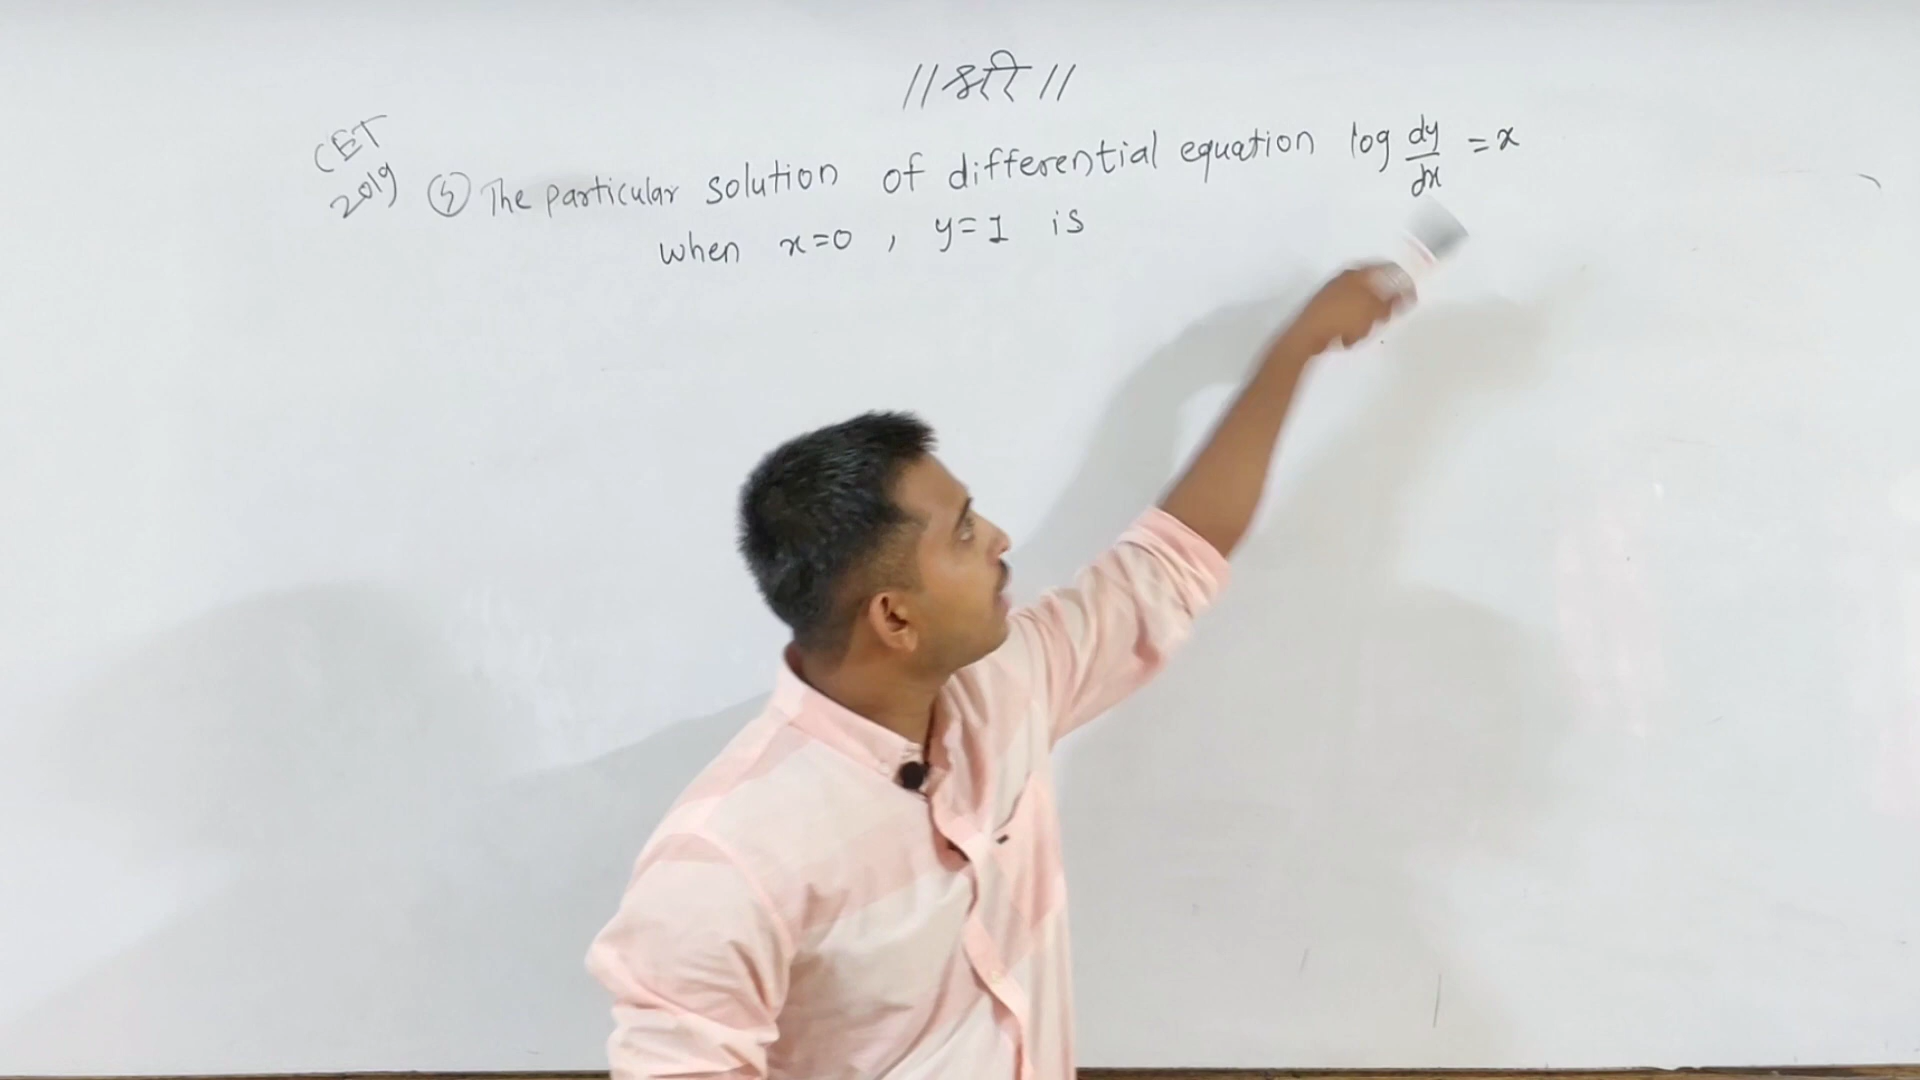 //श्री//
CET
2019
⑤ The particular solution of differential equation log dy/dx = x
when x=0 , y=1 is